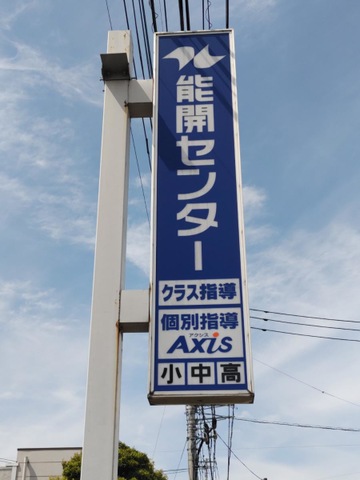 能開センター
クラス指導
個別指導
アクシス
AXiS
小中高